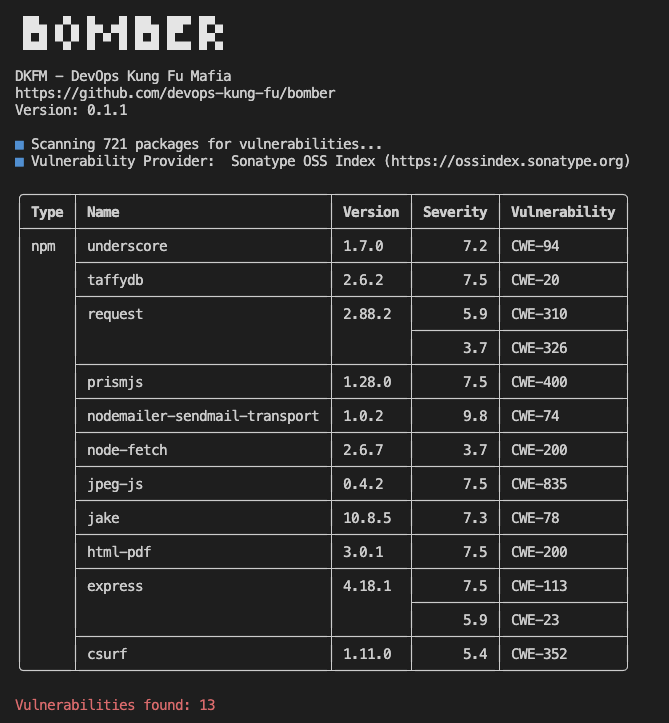 BOMBER
DKFM - DevOps Kung Fu Mafia
https://github.com/devops-kung-fu/bomber
Version: 0.1.1
Scanning 721 packages for vulnerabilities...
Vulnerability Provider:  Sonatype OSS Index (https://ossindex.sonatype.org)
Type Name Version Severity Vulnerability
npm underscore 1.7.0 7.2 CWE-94
taffydb 2.6.2 7.5 CWE-20
request 2.88.2 5.9 CWE-310
3.7 CWE-326
prismjs 1.28.0 7.5 CWE-400
nodemailer-sendmail-transport 1.0.2 9.8 CWE-74
node-fetch 2.6.7 3.7 CWE-200
jpeg-js 0.4.2 7.5 CWE-835
jake 10.8.5 7.3 CWE-78
html-pdf 3.0.1 7.5 CWE-200
express 4.18.1 7.5 CWE-113
5.9 CWE-23
csurf 1.11.0 5.4 CWE-352
Vulnerabilities found: 13